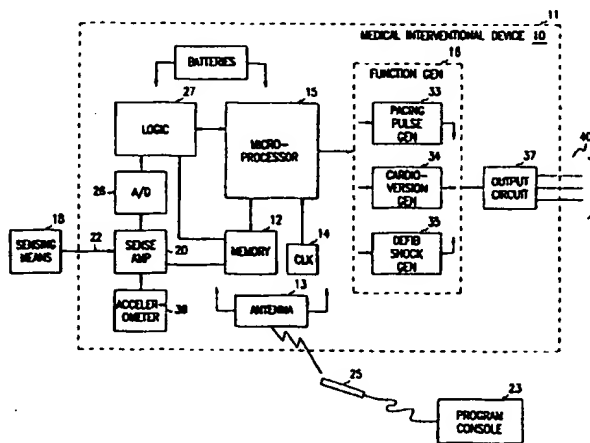 11
MEDICAL INTERVENTIONAL DEVICE 10
BATTERIES
16
27
15
FUNCTION GEN
33
LOGIC
MICRO-
PROCESSOR
PACING
PULSE
GEN
40
26
34
37
A/D
CARDIO-
VERSION
GEN
OUTPUT
CIRCUIT
18
12
14
35
SENSING
MEANS
22
SENSE
AMP
20
MEMORY
CLK
DEFIB
SHOCK
GEN
13
ACCELER-
OMETER
38
ANTENNA
25
23
PROGRAM
CONSOLE